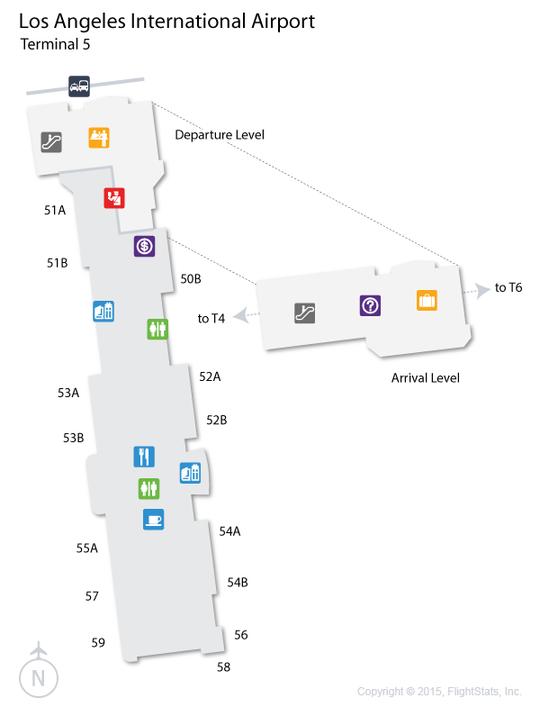 Los Angeles International Airport
Terminal 5
Departure Level
51A
51B
50B
$
to T4
?
to T6
Arrival Level
52A
53A
52B
53B
54A
55A
54B
57
56
59
58
N
Copyright © 2015, FlightStats, Inc.